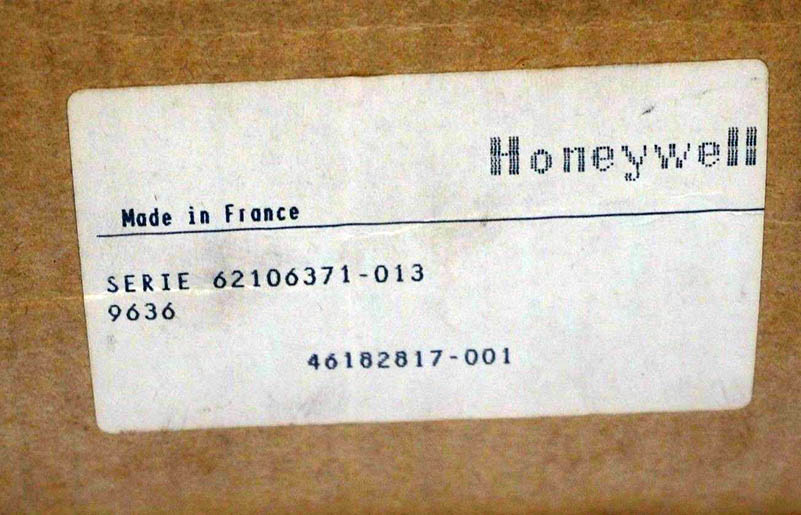 Honeywell
Made in France
SERIE 62106371-013
9636
46182817-001